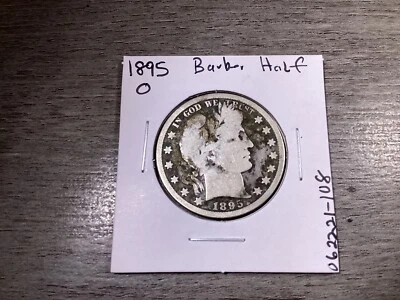 1895 Barber Half
O
IN GOD WE TRUST
1895
062221-108